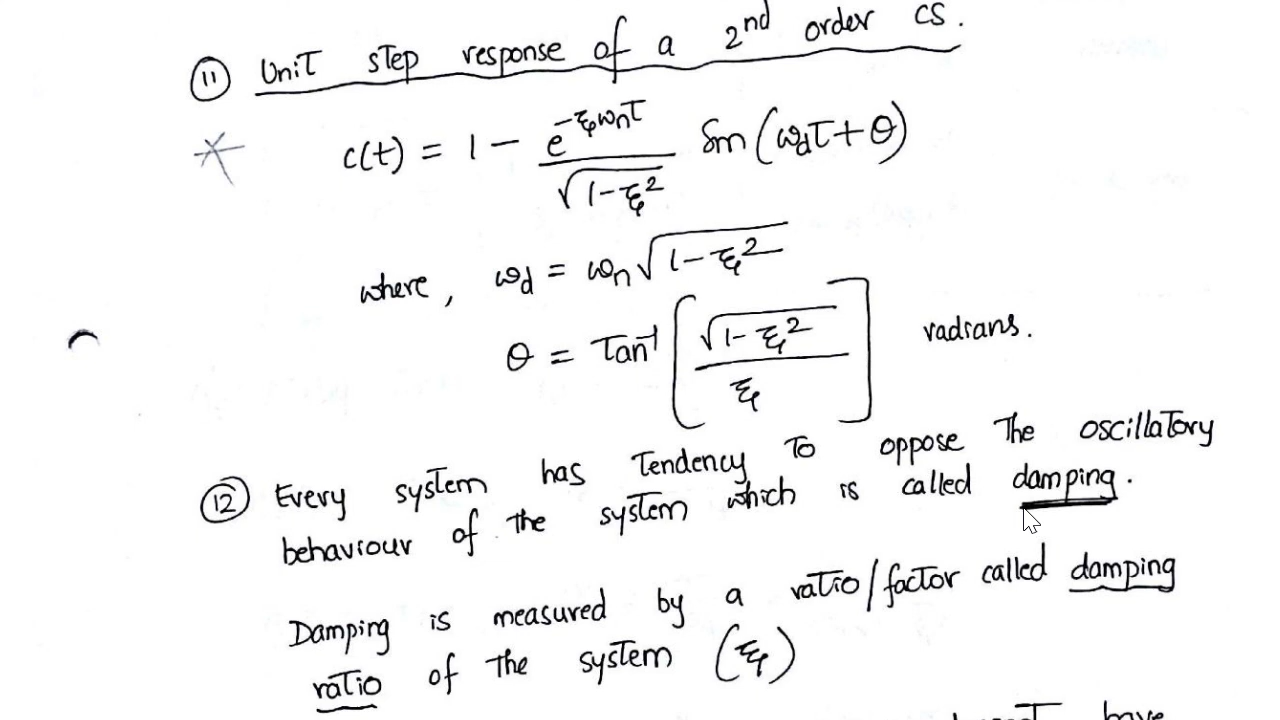 (11) Unit step response of a 2nd order CS.
c(t) = 1 - e^{-ξωnt} / √(1-ξ²) Sin(ωdt + θ)
where, ωd = ωn√(1-ξ²)
θ = Tan⁻¹ [√(1-ξ²) / ξ] radians.
(12) Every system has tendency to oppose the oscillatory
behaviour of the system which is called damping.
Damping is measured by a ratio/factor called damping
ratio of the system (ξ)
have